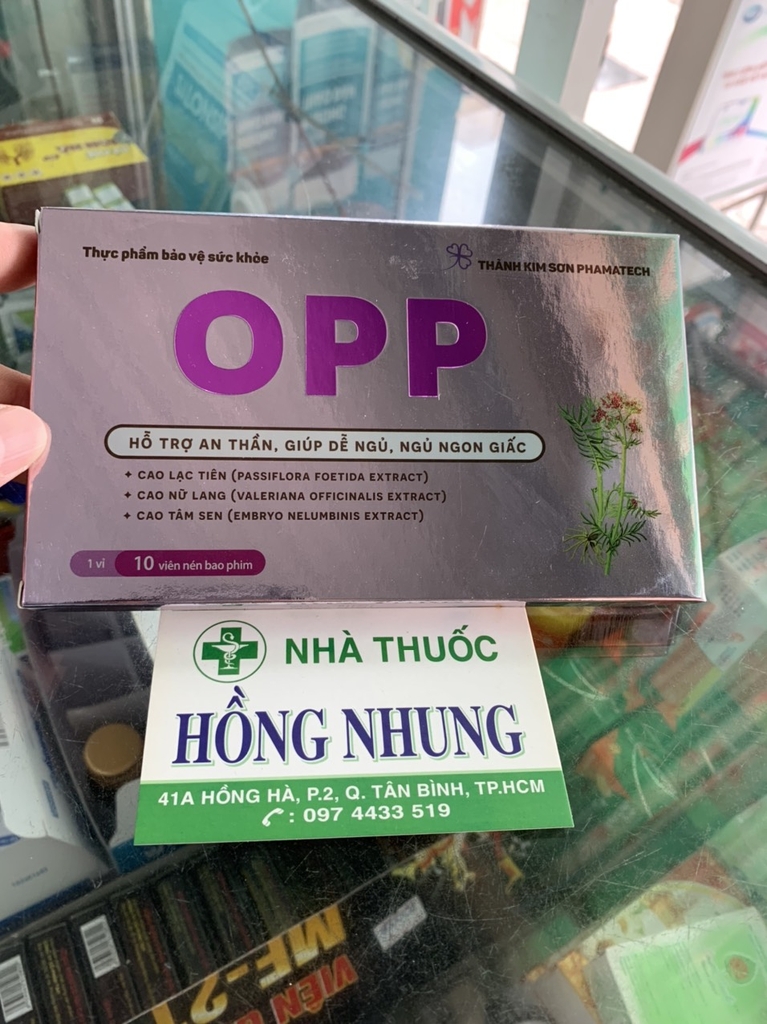 Thực phẩm bảo vệ sức khỏe
THÀNH KIM SƠN PHAMATECH
OPP
HỖ TRỢ AN THẦN, GIÚP DỄ NGỦ, NGỦ NGON GIẤC
+ CAO LẠC TIÊN (PASSIFLORA FOETIDA EXTRACT)
+ CAO NỮ LANG (VALERIANA OFFICINALIS EXTRACT)
+ CAO TÂM SEN (EMBRYO NELUMBINIS EXTRACT)
1 vỉ 10 viên nén bao phim
NHÀ THUỐC
HỒNG NHUNG
41A HỒNG HÀ, P.2, Q. TÂN BÌNH, TP.HCM
: 097 4433 519
VIÊN
MF-2